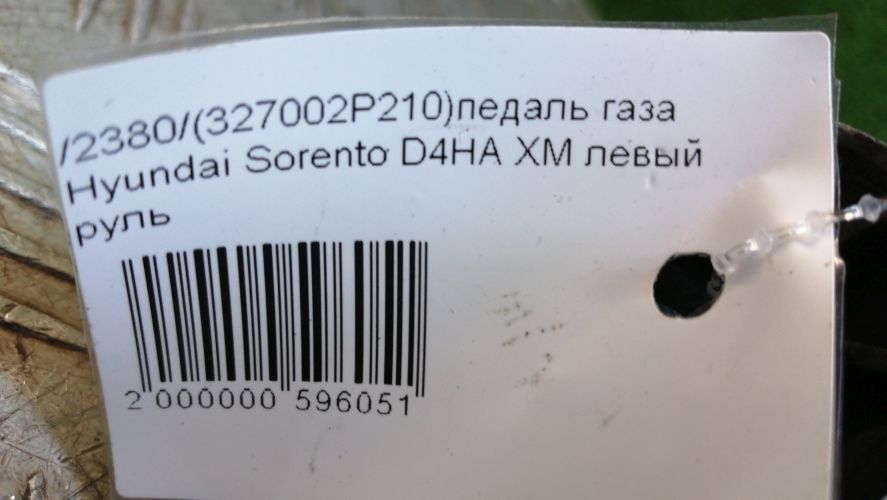 /2380/(327002P210)педаль газа
Hyundai Sorento D4HA XM левый
руль
2 000000 596051